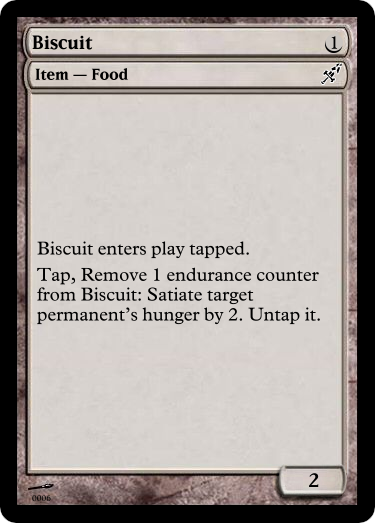 Biscuit 1
Item — Food
Biscuit enters play tapped.
Tap, Remove 1 endurance counter
from Biscuit: Satiate target
permanent's hunger by 2. Untap it.
2
0006